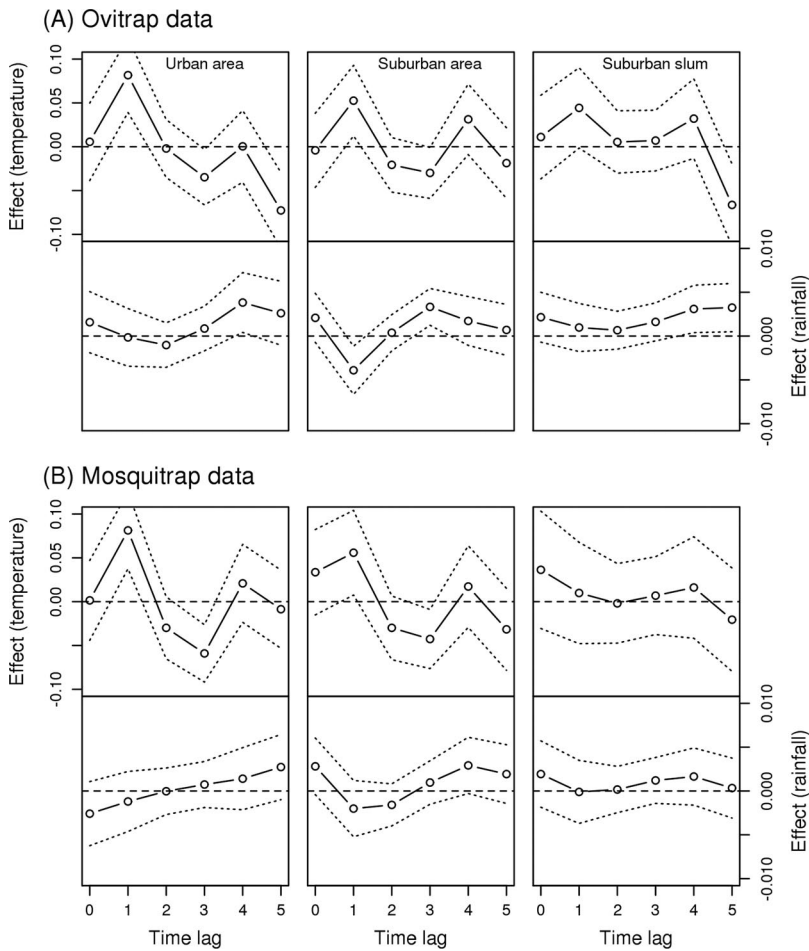 (A) Ovitrap data
Urban area
Suburban area
Suburban slum
Effect (temperature)
0.10
0.05
0.00
-0.10
0.010
0.000
-0.010
Effect (rainfall)
(B) Mosquitrap data
Effect (temperature)
0.10
0.05
0.00
-0.10
0.010
0.000
-0.010
Effect (rainfall)
0 1 2 3 4 5
0 1 2 3 4 5
0 1 2 3 4 5
Time lag
Time lag
Time lag